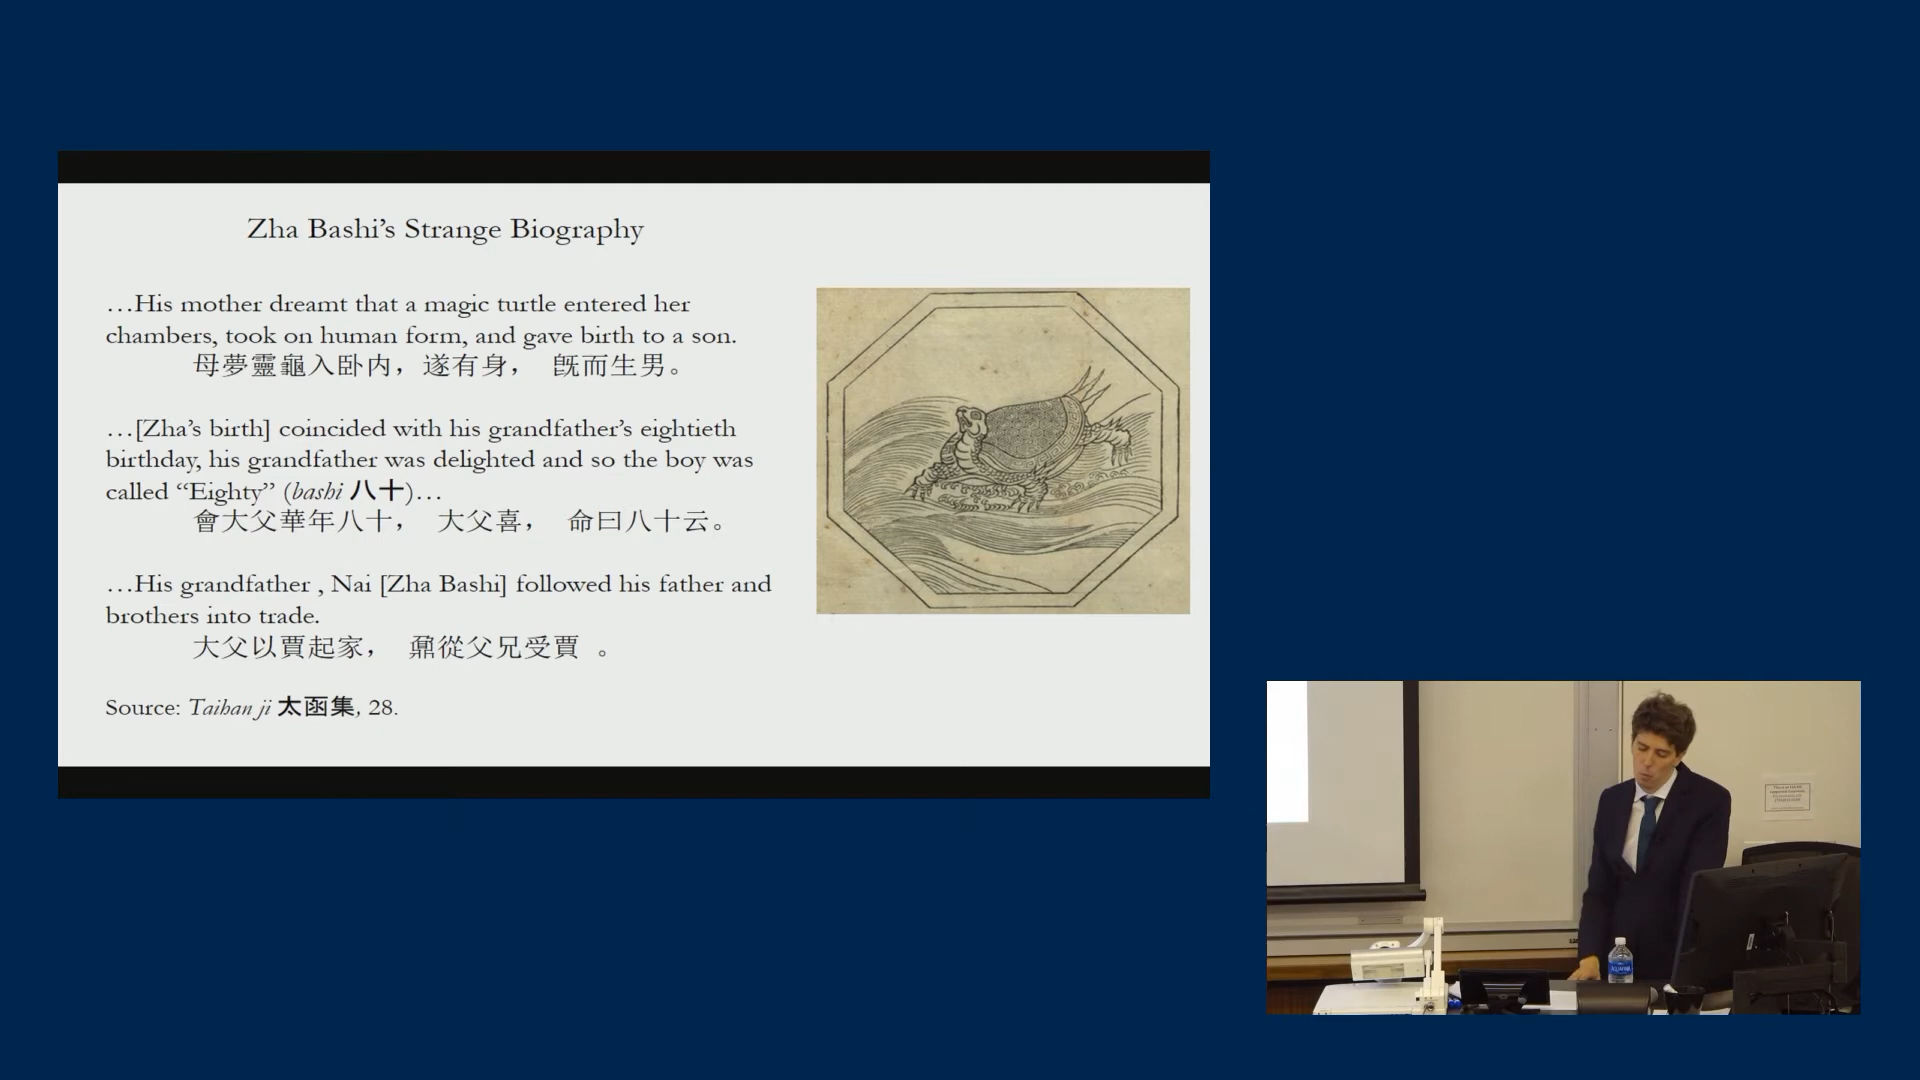 Zha Bashi’s Strange Biography
…His mother dreamt that a magic turtle entered her
chambers, took on human form, and gave birth to a son.
母夢靈龜入卧内，遂有身， 旣而生男。
…[Zha’s birth] coincided with his grandfather’s eightieth
birthday, his grandfather was delighted and so the boy was
called “Eighty” (bashi 八十)…
會大父華年八十， 大父喜， 命曰八十云。
…His grandfather , Nai [Zha Bashi] followed his father and
brothers into trade.
大父以賈起家， 鼐從父兄受賈 。
Source: Taihan ji 太函集, 28.
AQUAFINA